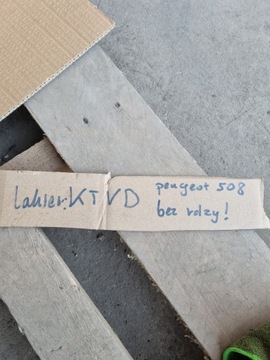 lakier: KTVD
peugeot 508
bez rdzy!